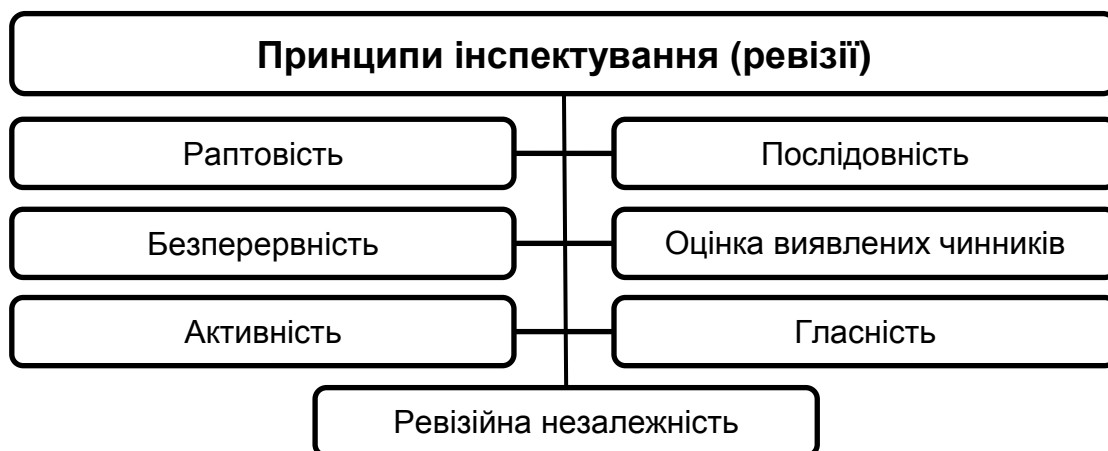 Принципи інспектування (ревізії)
Раптовість
Послідовність
Безперервність
Оцінка виявлених чинників
Активність
Гласність
Ревізійна незалежність